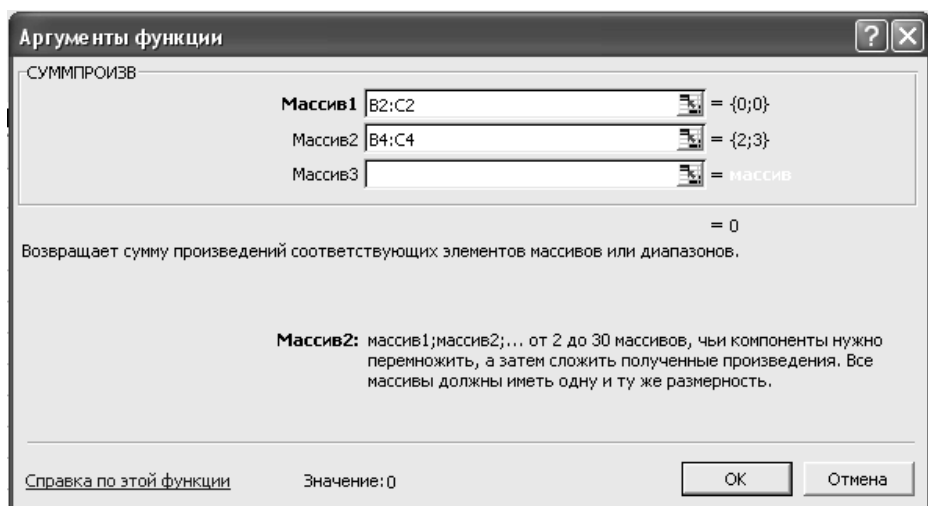 Аргументы функции
СУММПРОИЗВ
Массив1 B2:C2 = {0;0}
Массив2 B4:C4 = {2;3}
Массив3 = массив
= 0
Возвращает сумму произведений соответствующих элементов массивов или диапазонов.
Массив2: массив1;массив2;... от 2 до 30 массивов, чьи компоненты нужно
перемножить, а затем сложить полученные произведения. Все
массивы должны иметь одну и ту же размерность.
Справка по этой функции Значение:0 ОК Отмена